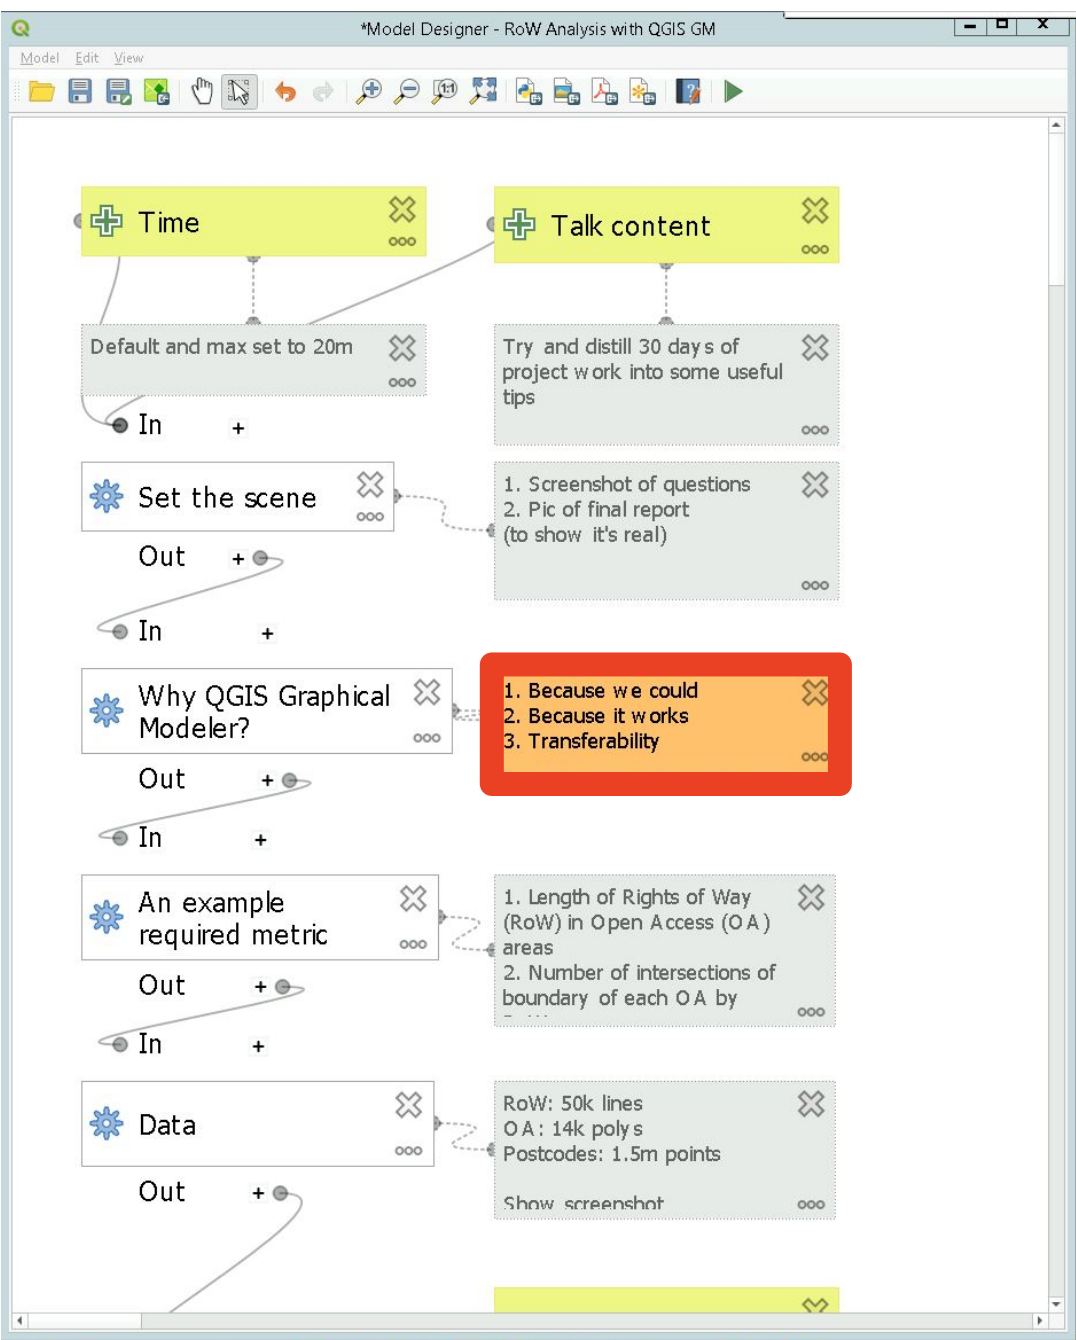 *Model Designer - RoW Analysis with QGIS GM
Model Edit View
Time
Talk content
Default and max set to 20m
Try and distill 30 days of
project work into some useful
tips
In +
Set the scene
1. Screenshot of questions
2. Pic of final report
(to show it's real)
Out +
In +
Why QGIS Graphical
Modeler?
1. Because we could
2. Because it works
3. Transferability
Out +
In +
An example
required metric
1. Length of Rights of Way
(RoW) in Open Access (OA)
areas
2. Number of intersections of
boundary of each OA by
Out +
In +
Data
RoW: 50k lines
OA: 14k polys
Postcodes: 1.5m points
Show screenshot
Out +